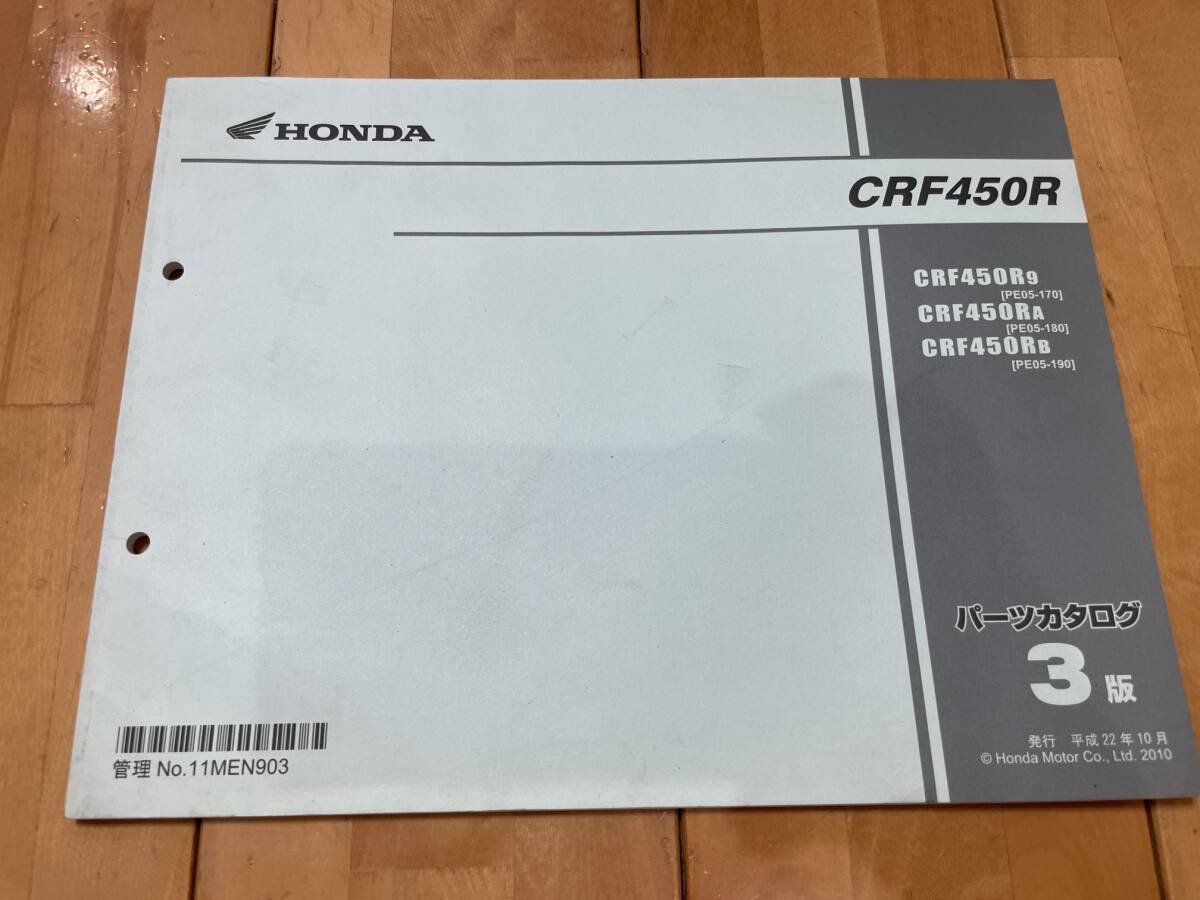 HONDA
CRF450R
CRF450R9
[PE05-170]
CRF450RA
[PE05-180]
CRF450RB
[PE05-190]
パーツカタログ
3版
発行 平成22年10月
© Honda Motor Co., Ltd. 2010
管理 No.11MEN903